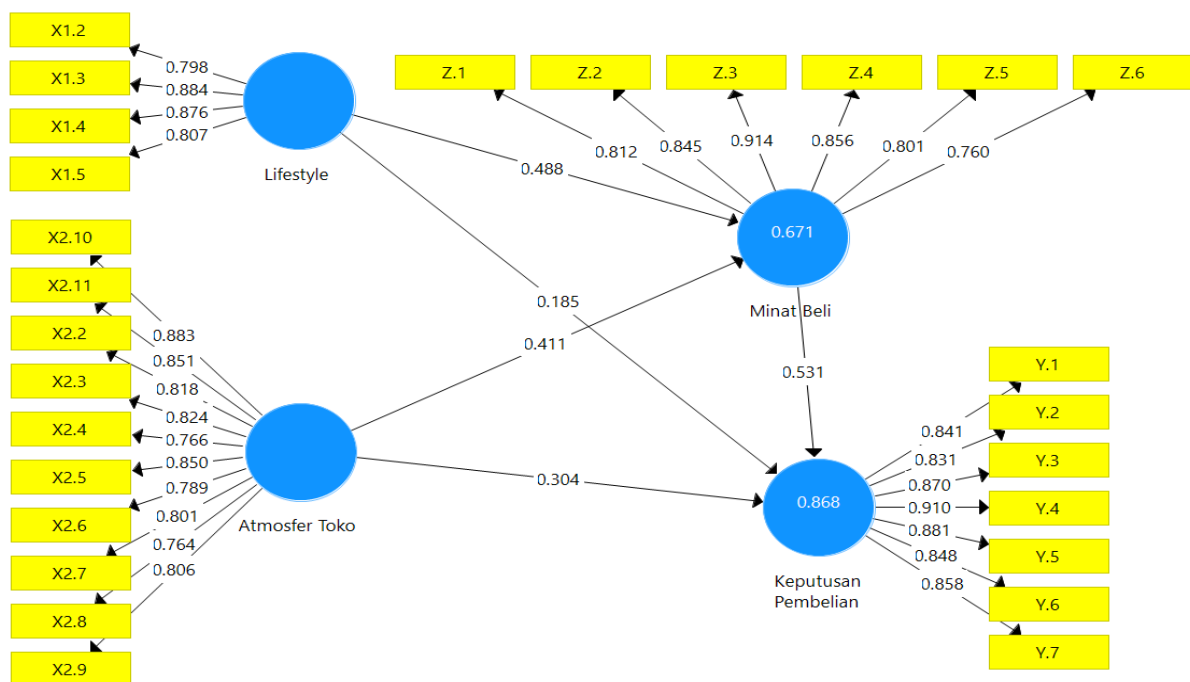 X1.2
X1.3
X1.4
X1.5
0.798
0.884
0.876
0.807
Lifestyle
Z.1
Z.2
Z.3
Z.4
Z.5
Z.6
0.812
0.845
0.914
0.856
0.801
0.760
0.488
0.671
Minat Beli
0.185
0.411
0.531
X2.10
X2.11
X2.2
X2.3
X2.4
X2.5
X2.6
X2.7
X2.8
X2.9
0.883
0.851
0.818
0.824
0.766
0.850
0.789
0.801
0.764
0.806
Atmosfer Toko
0.304
0.868
Keputusan
Pembelian
0.841
0.831
0.870
0.910
0.881
0.848
0.858
Y.1
Y.2
Y.3
Y.4
Y.5
Y.6
Y.7